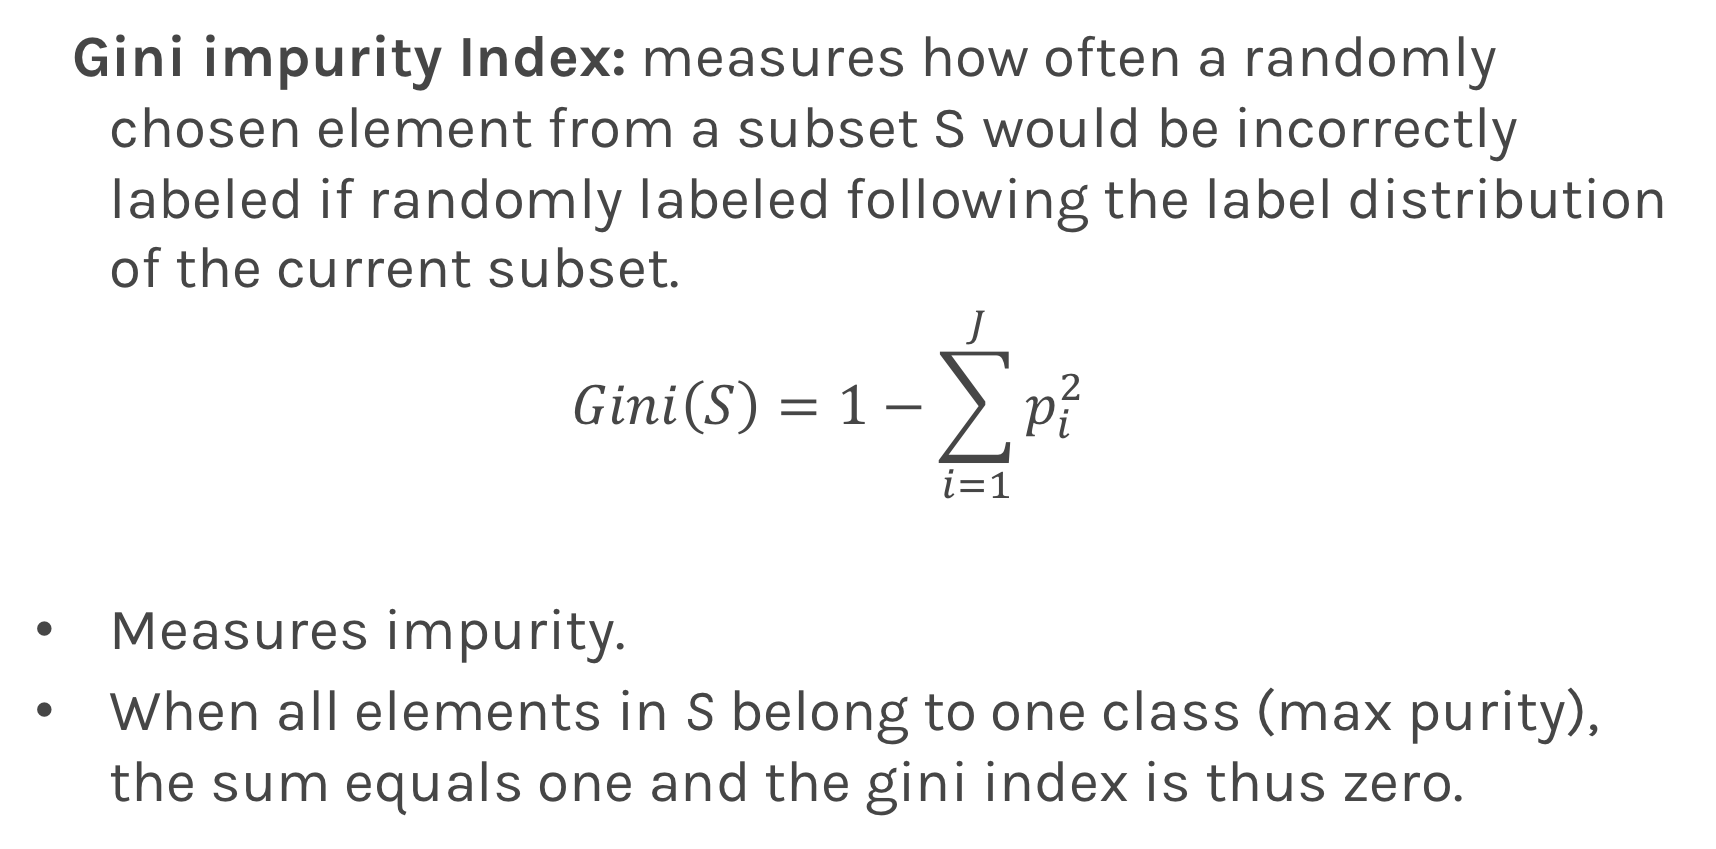 Gini impurity Index: measures how often a randomly
chosen element from a subset S would be incorrectly
labeled if randomly labeled following the label distribution
of the current subset.
Gini(S) = 1 − ∑_{i=1}^{J} p_i^2
• Measures impurity.
• When all elements in S belong to one class (max purity),
the sum equals one and the gini index is thus zero.